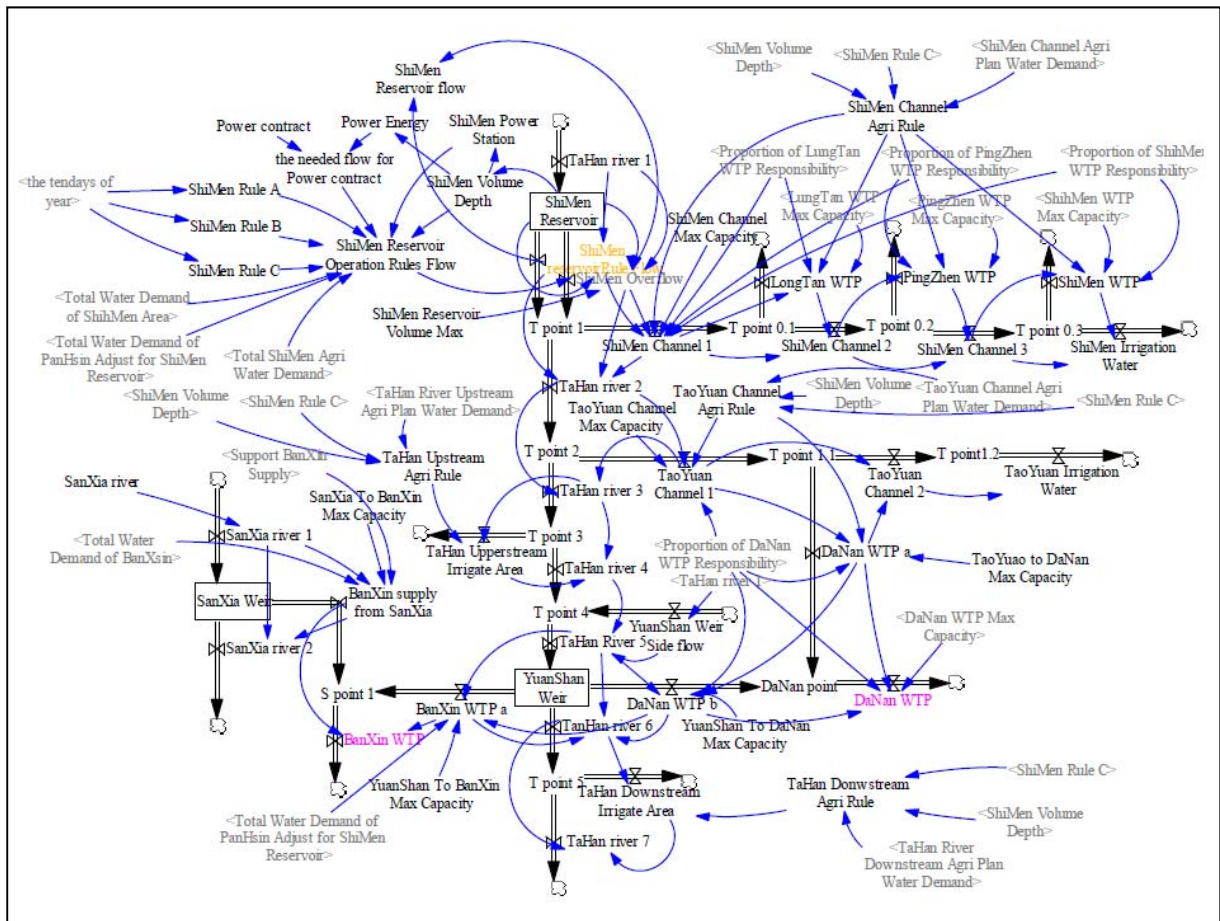 <ShiMen Volume
Depth>
<ShiMen Rule C>
<ShiMen Channel Agri
Plan Water Demand>
ShiMen
Reservoir flow
ShiMen Channel
Agri Rule
Power contract
Power Energy
ShiMen Power
Station
TaHan river 1
the needed flow for
Power contract
<Proportion of LungTan
WTP Responsibility>
<Proportion of PingZhen
WTP Responsibility>
<Proportion of ShihMen
WTP Responsibility>
<the tendays of
year>
ShiMen Rule A
ShiMen Volume
Depth
ShiMen
Reservoir
<LungTan WTP
Max Capacity>
<PingZhen WTP
Max Capacity>
<ShihMen WTP
Max Capacity>
ShiMen Rule B
ShiMen Channel
Max Capacity
ShiMen Reservoir
Operation Rules Flow
ShiMen
reservoirRule Flow
ShiMen Overflow
ShiMen Rule C
LongTan WTP
PingZhen WTP
ShiMen WTP
<Total Water Demand
of ShihMen Area>
ShiMen Reservoir
Volume Max
T point 1
T point 0.1
T point 0.2
T point 0.3
ShiMen Channel 1
ShiMen Channel 2
ShiMen Channel 3
ShiMen Irrigation
Water
<Total Water Demand of
PanHsin Adjust for ShiMen
Reservoir>
<Total ShiMen Agri
Water Demand>
TaHan river 2
<ShiMen Volume
Depth>
<ShiMen Rule C>
<TaHan River Upstream
Agri Plan Water Demand>
TaoYuan Channel
Max Capacity
TaoYuan Channel
Agri Rule
<ShiMen Volume
Depth>
<TaoYuan Channel Agri
Plan Water Demand>
<ShiMen Rule C>
<Support BanXin
Supply>
TaHan Upstream
Agri Rule
T point 2
T point 1.1
T point1.2
SanXia river
SanXia To BanXin
Max Capacity
TaHan river 3
TaoYuan
Channel 1
TaoYuan
Channel 2
TaoYuan Irrigation
Water
SanXia river 1
T point 3
<Total Water
Demand of BanXsin>
TaHan Upperstream
Irrigate Area
TaHan river 4
<Proportion of DaNan
WTP Responsibility>
<TaHan river 1>
DaNan WTP a
TaoYuao to DaNan
Max Capacity
SanXia Weir
BanXin supply
from SanXia
T point 4
YuanShan Weir
Side flow
<DaNan WTP Max
Capacity>
SanXia river 2
TaHan River 5
S point 1
YuanShan
Weir
DaNan point
BanXin WTP a
DaNan WTP b
DaNan WTP
BanXin WTP
TanHan river 6
YuanShan To DaNan
Max Capacity
YuanShan To BanXin
Max Capacity
T point 5
TaHan Downstream
Irrigate Area
TaHan Donwstream
Agri Rule
<ShiMen Rule C>
<Total Water Demand of
PanHsin Adjust for ShiMen
Reservoir>
<ShiMen Volume
Depth>
TaHan river 7
<TaHan River
Downstream Agri Plan
Water Demand>